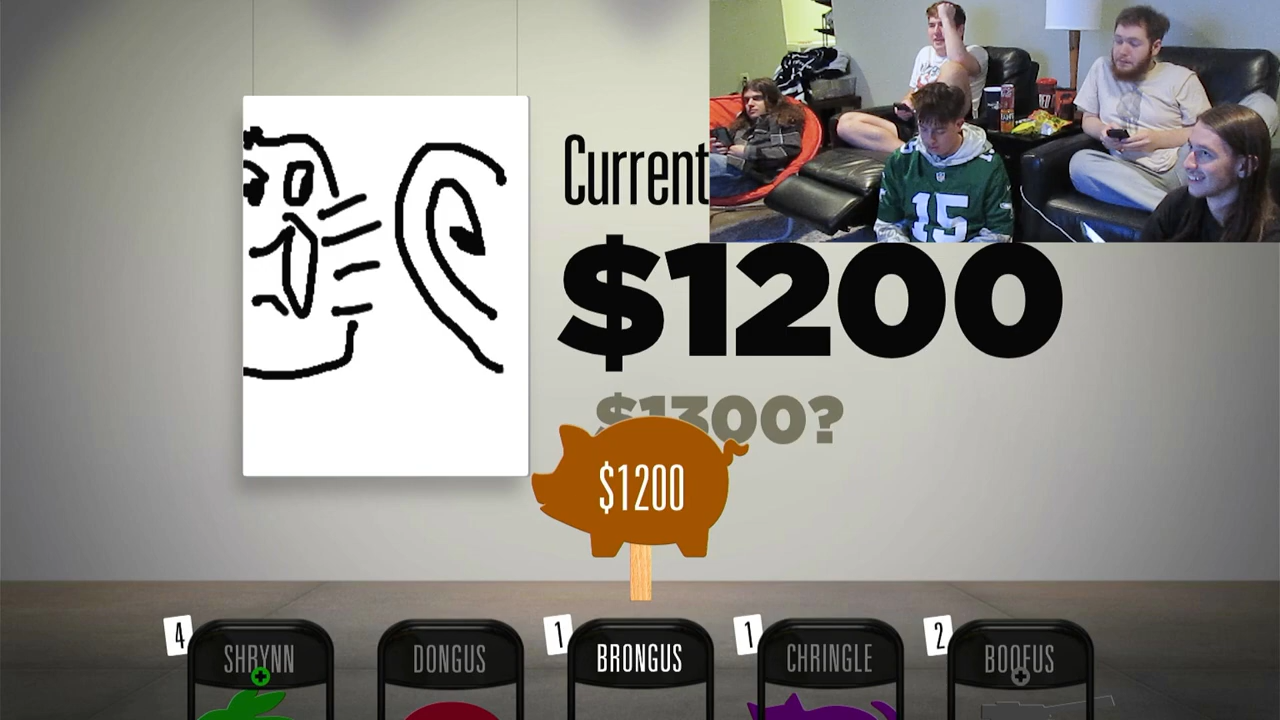 Current
$1200
$1300?
$1200
15
4
SHRYNN
DONGUS
1
BRONGUS
1
CHRINGLE
2
BOOFUS